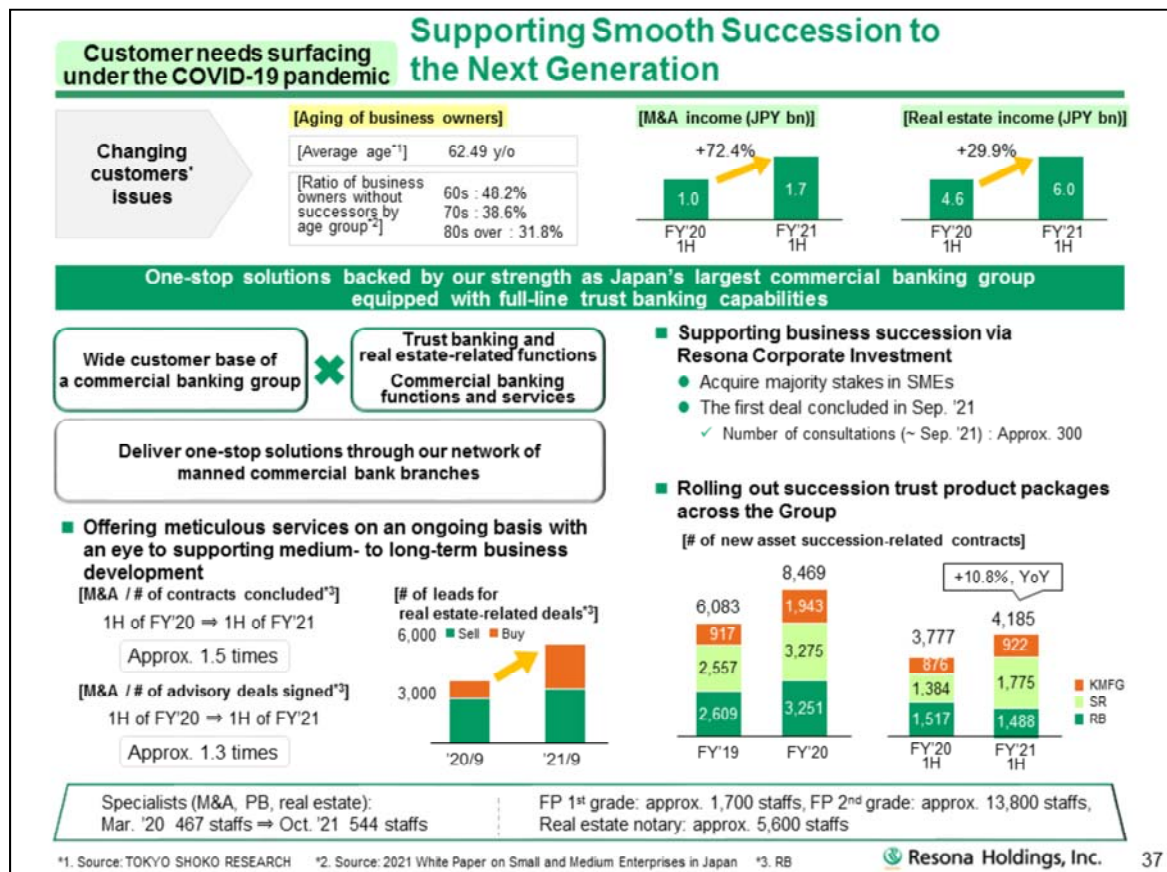 Customer needs surfacing
under the COVID-19 pandemic
Supporting Smooth Succession to
the Next Generation
Changing
customers'
issues
[Aging of business owners]
[Average age*1] 62.49 y/o
[Ratio of business
owners without
successors by
age group*2]
60s : 48.2%
70s : 38.6%
80s over : 31.8%
[M&A income (JPY bn)]
+72.4%
1.0
1.7
FY'20
1H
FY'21
1H
[Real estate income (JPY bn)]
+29.9%
4.6
6.0
FY'20
1H
FY'21
1H
One-stop solutions backed by our strength as Japan's largest commercial banking group
equipped with full-line trust banking capabilities
Wide customer base of
a commercial banking group
Trust banking and
real estate-related functions
Commercial banking
functions and services
Deliver one-stop solutions through our network of
manned commercial bank branches
Offering meticulous services on an ongoing basis with
an eye to supporting medium- to long-term business
development
[M&A / # of contracts concluded*3]
1H of FY'20 ⇒ 1H of FY'21
Approx. 1.5 times
[M&A / # of advisory deals signed*3]
1H of FY'20 ⇒ 1H of FY'21
Approx. 1.3 times
[# of leads for
real estate-related deals*3]
6,000
Sell Buy
3,000
'20/9
'21/9
Supporting business succession via
Resona Corporate Investment
Acquire majority stakes in SMEs
The first deal concluded in Sep. '21
Number of consultations (~ Sep. '21) : Approx. 300
Rolling out succession trust product packages
across the Group
[# of new asset succession-related contracts]
6,083
917
2,557
2,609
FY'19
8,469
1,943
3,275
3,251
FY'20
+10.8%, YoY
3,777
876
1.384
1,517
FY'20
1H
4,185
922
1,775
1,488
FY'21
1H
KMFG
SR
RB
Specialists (M&A, PB, real estate):
Mar. '20 467 staffs ⇒ Oct. '21 544 staffs
FP 1st grade: approx. 1,700 staffs, FP 2nd grade: approx. 13,800 staffs,
Real estate notary: approx. 5,600 staffs
*1. Source: TOKYO SHOKO RESEARCH *2. Source: 2021 White Paper on Small and Medium Enterprises in Japan *3. RB
Resona Holdings, Inc.
37